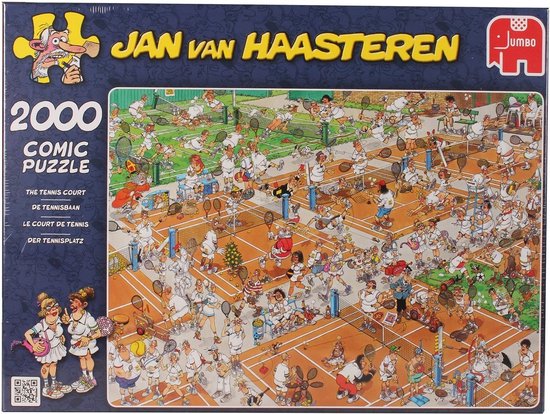 JAN VAN HAASTEREN
Jumbo
2000
COMIC
PUZZLE
THE TENNIS COURT
DE TENNISBAAN
LE COURT DE TENNIS
DER TENNISPLATZ